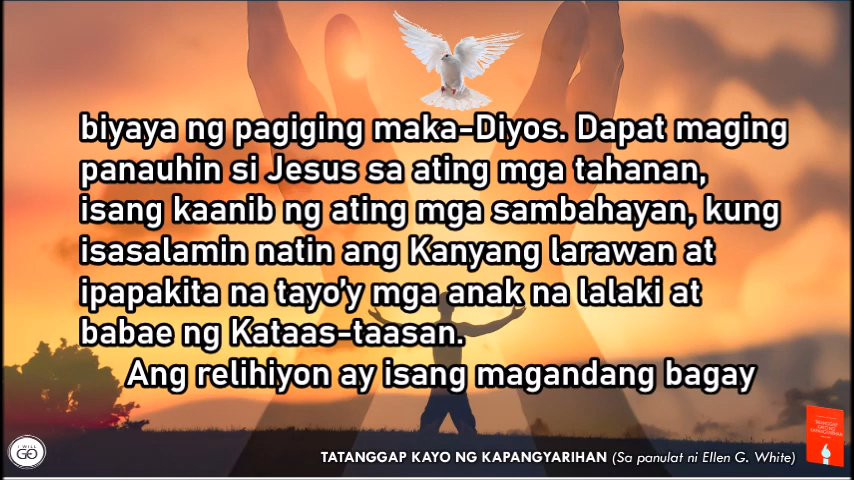 biyaya ng pagiging maka-Diyos. Dapat maging
panauhin si Jesus sa ating mga tahanan,
isang kaanib ng ating mga sambahayan, kung
isasalamin natin ang Kanyang larawan at
ipapakita na tayo'y mga anak na lalaki at
babae ng Kataas-taasan.
Ang relihiyon ay isang magandang bagay
I WILL
GO
TATANGGAP KAYO NG KAPANGYARIHAN (Sa panulat ni Ellen G. White)